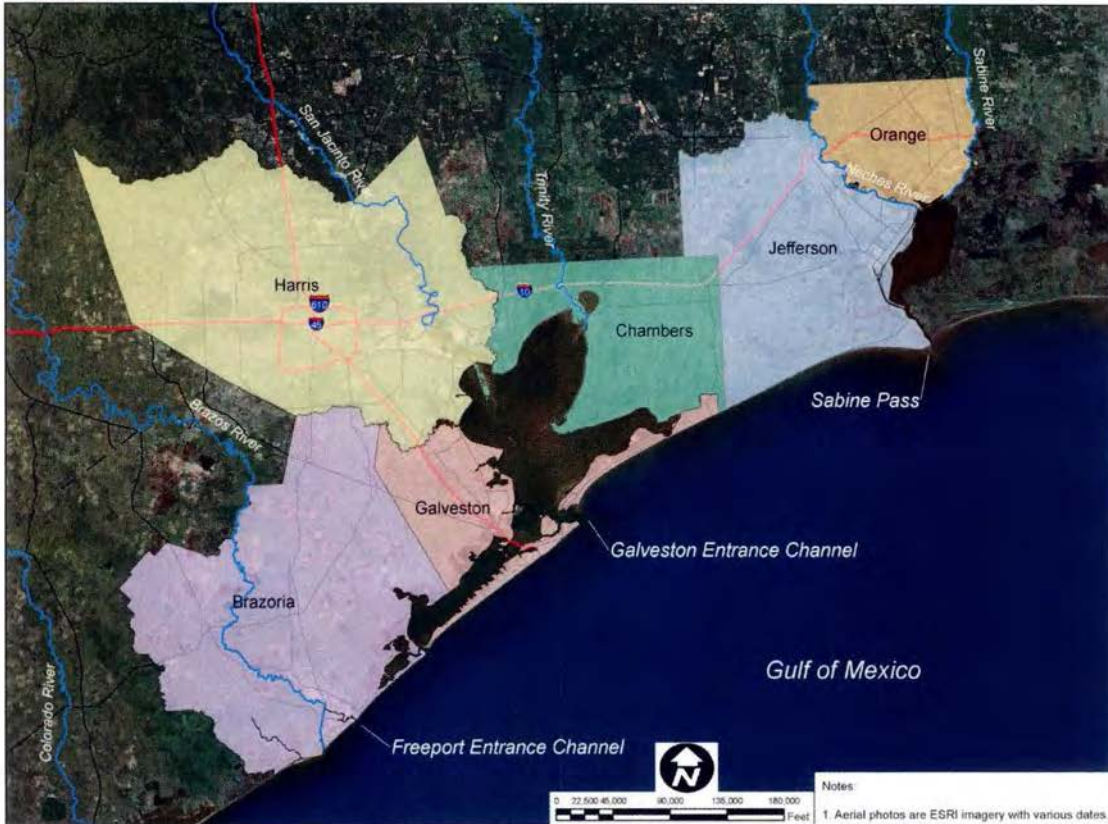 San Jacinto River
Trinity River
Sabine River
Orange
Neches River
Jefferson
Harris
610
45
10
Chambers
Sabine Pass
Brazos River
Galveston
Galveston Entrance Channel
Brazoria
Gulf of Mexico
Colorado River
Freeport Entrance Channel
N
0 22,500 45,000 90,000 135,000 180,000
Feet
Notes:
1. Aerial photos are ESRI imagery with various dates.